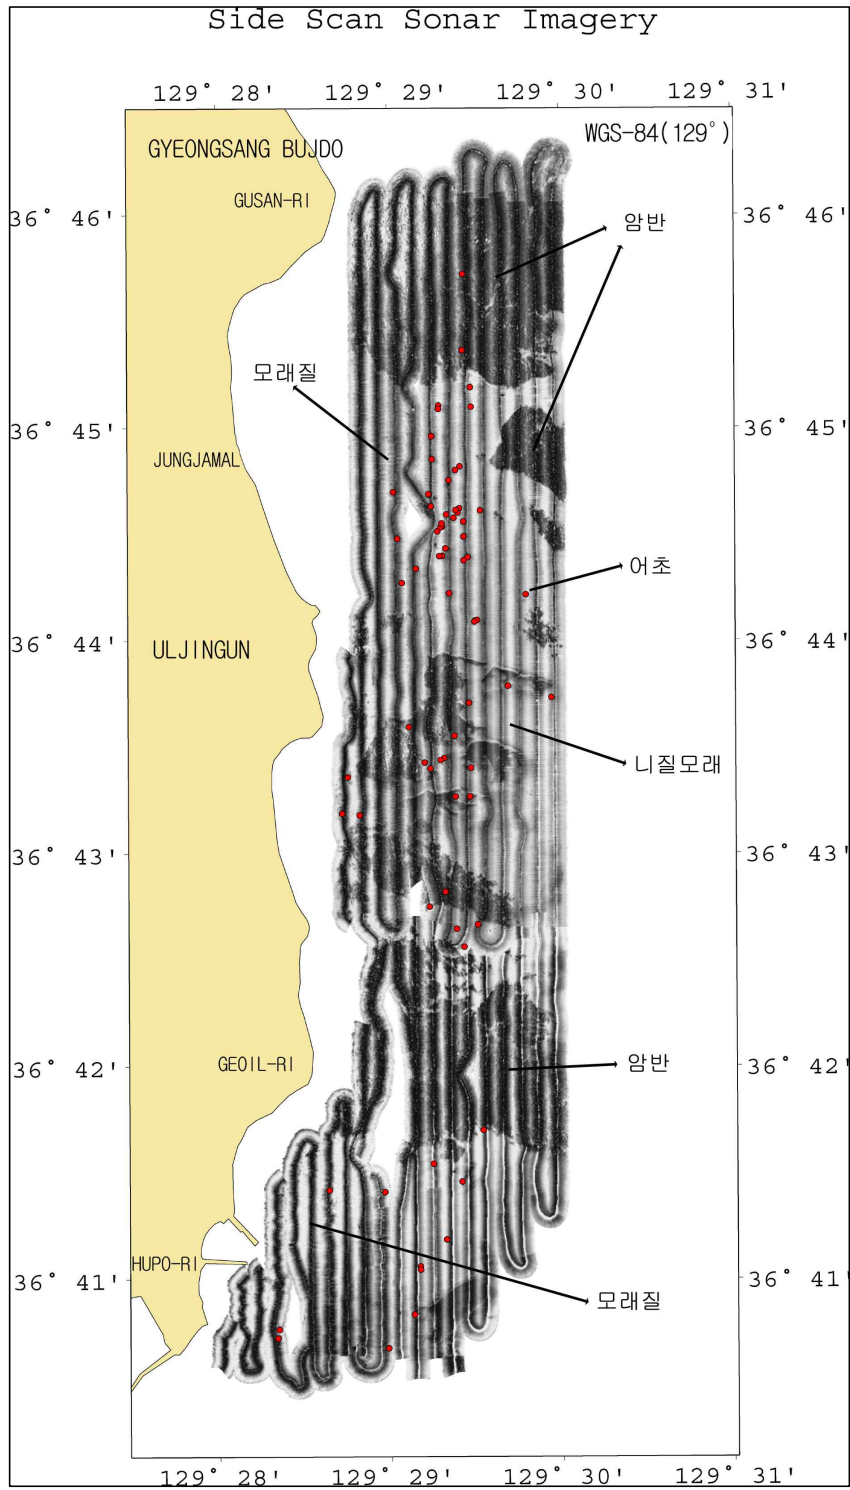 Side Scan Sonar Imagery
129° 28' 129° 29' 129° 30' 129° 31'
WGS-84(129°)
GYEONGSANG BUJDO
GUSAN-RI
36° 46' 36° 46'
암반
모래질
36° 45' 36° 45'
JUNGJAMAL
어초
36° 44' 36° 44'
ULJINGUN
니질모래
36° 43' 36° 43'
암반
GEOIL-RI
36° 42' 36° 42'
HUPO-RI
36° 41' 36° 41'
모래질
129° 28' 129° 29' 129° 30' 129° 31'